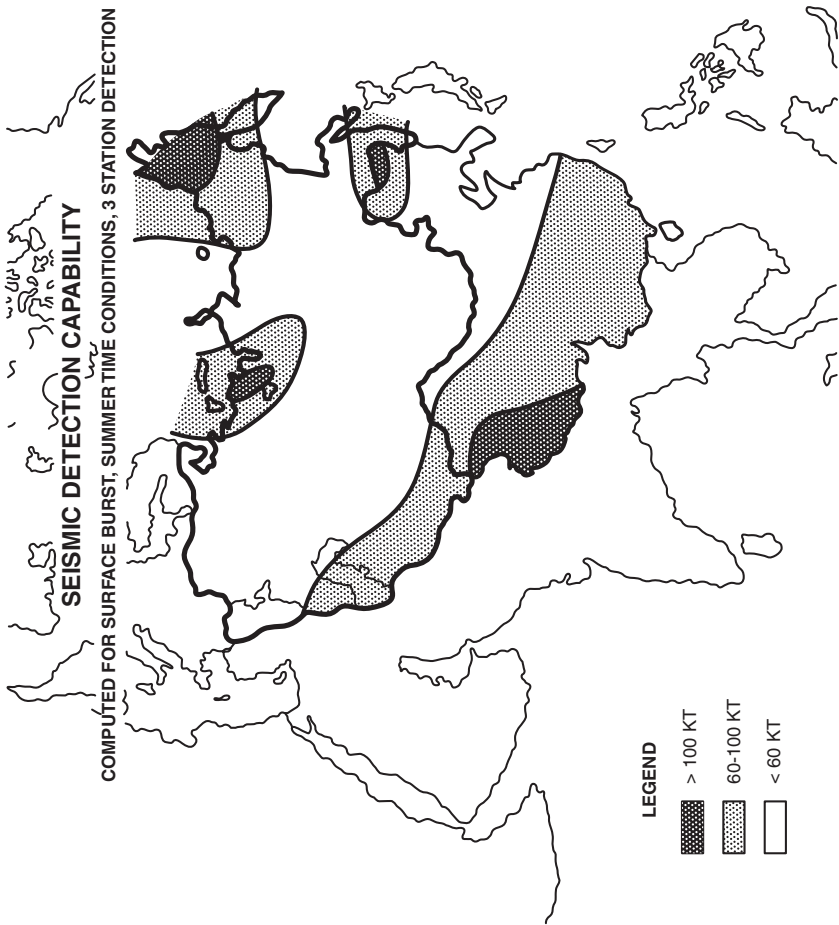 SEISMIC DETECTION CAPABILITY
COMPUTED FOR SURFACE BURST, SUMMER TIME CONDITIONS, 3 STATION DETECTION
LEGEND
> 100 KT
60-100 KT
< 60 KT